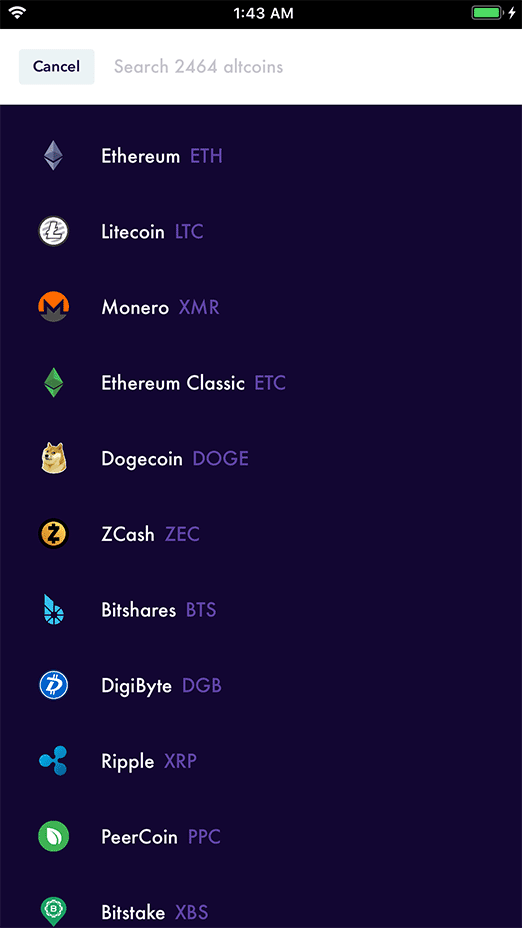 1:43 AM
Cancel Search 2464 altcoins
Ethereum ETH
Litecoin LTC
Monero XMR
Ethereum Classic ETC
Dogecoin DOGE
ZCash ZEC
Bitshares BTS
DigiByte DGB
Ripple XRP
PeerCoin PPC
Bitstake XBS